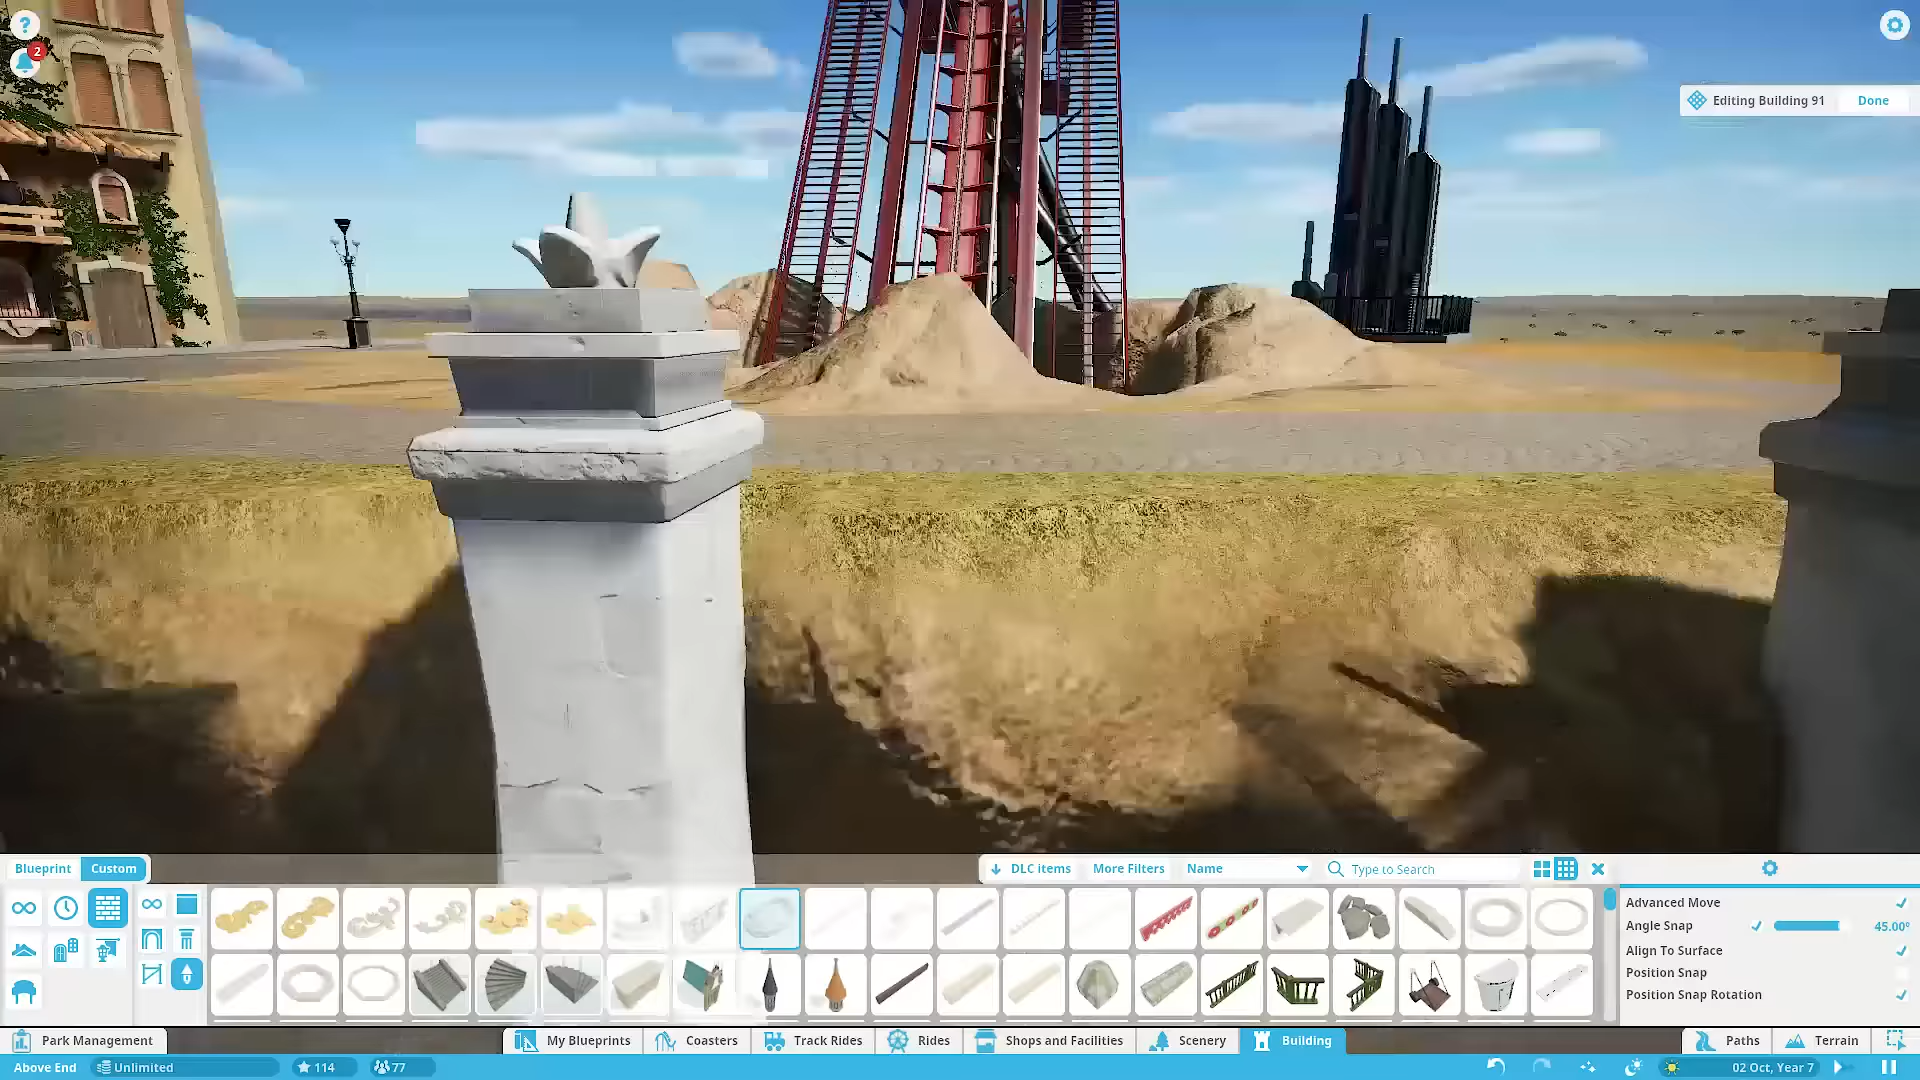 ?
2
Editing Building 91 Done
Blueprint Custom
DLC items More Filters Name Type to Search
Advanced Move
Angle Snap 45.00°
Align To Surface
Position Snap
Position Snap Rotation
Park Management My Blueprints Coasters Track Rides Rides Shops and Facilities Scenery Building Paths Terrain
Above End Unlimited 114 77 02 Oct, Year 7